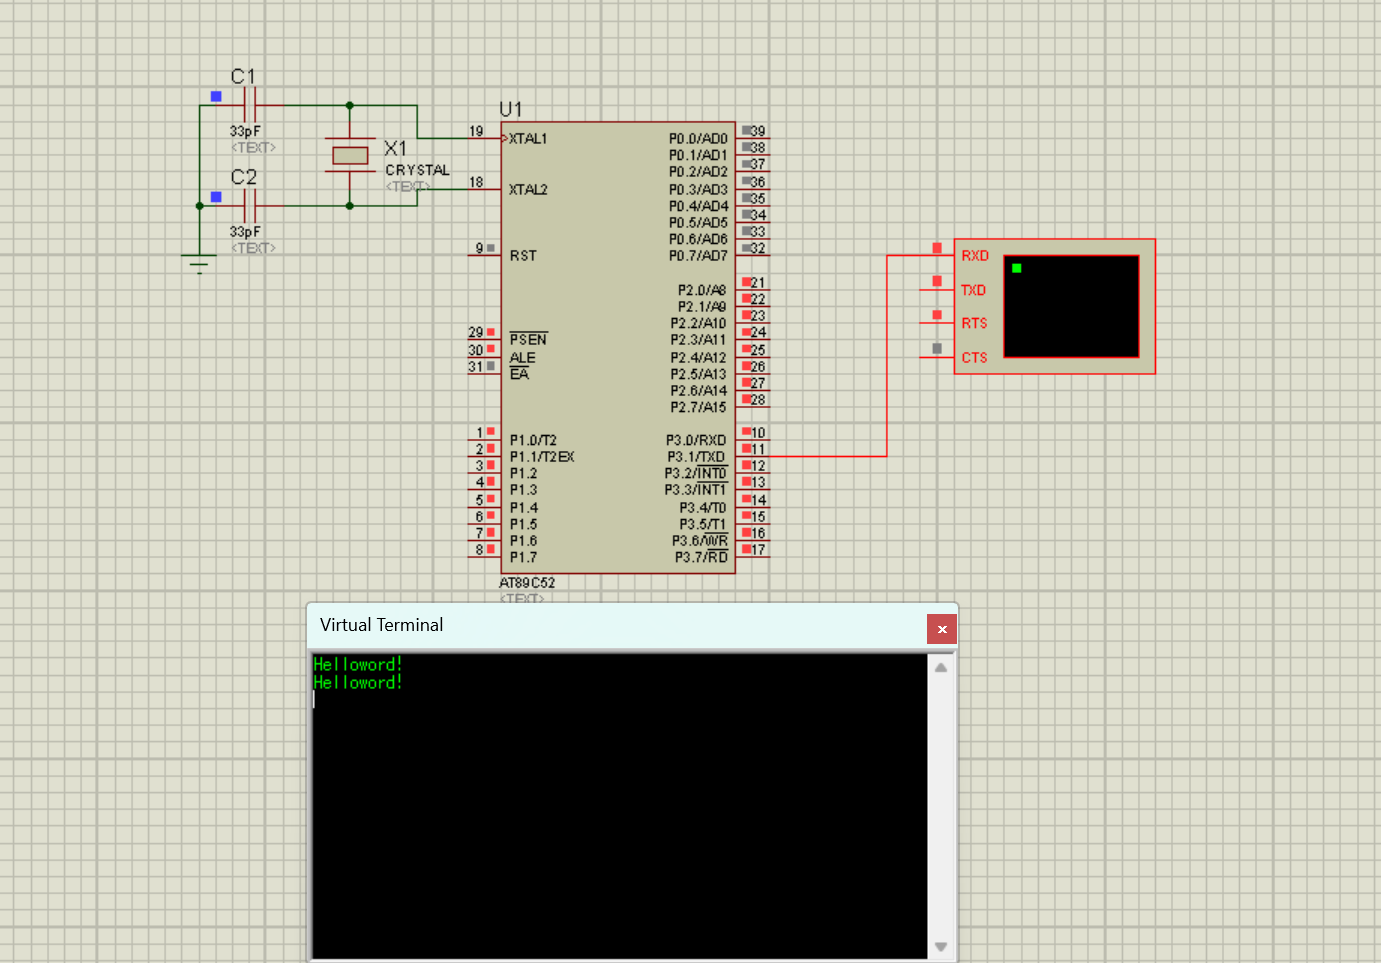 C1
33pF
<TEXT>
C2
33pF
<TEXT>
X1
CRYSTAL
<TEXT>
U1
19 XTAL1
18 XTAL2
9 RST
29 PSEN
30 ALE
31 EA
1 P1.0/T2
2 P1.1/T2EX
3 P1.2
4 P1.3
5 P1.4
6 P1.5
7 P1.6
8 P1.7
P0.0/AD0 39
P0.1/AD1 38
P0.2/AD2 37
P0.3/AD3 36
P0.4/AD4 35
P0.5/AD5 34
P0.6/AD6 33
P0.7/AD7 32
P2.0/A8 21
P2.1/A9 22
P2.2/A10 23
P2.3/A11 24
P2.4/A12 25
P2.5/A13 26
P2.6/A14 27
P2.7/A15 28
P3.0/RXD 10
P3.1/TXD 11
P3.2/INT0 12
P3.3/INT1 13
P3.4/T0 14
P3.5/T1 15
P3.6/WR 16
P3.7/RD 17
AT89C52
<TEXT>
RXD
TXD
RTS
CTS
Virtual Terminal
Helloword!
Helloword!